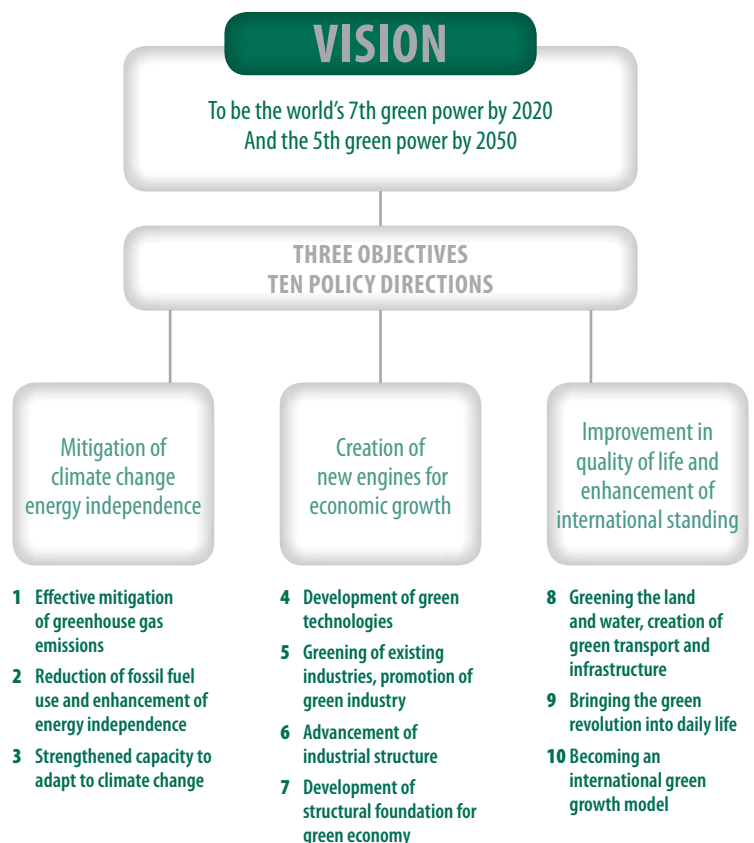 VISION
To be the world's 7th green power by 2020
And the 5th green power by 2050
THREE OBJECTIVES
TEN POLICY DIRECTIONS
Mitigation of
climate change
energy independence
1 Effective mitigation
of greenhouse gas
emissions
2 Reduction of fossil fuel
use and enhancement of
energy independence
3 Strengthened capacity to
adapt to climate change
Creation of
new engines for
economic growth
4 Development of green
technologies
5 Greening of existing
industries, promotion of
green industry
6 Advancement of
industrial structure
7 Development of
structural foundation for
green economy
Improvement in
quality of life and
enhancement of
international standing
8 Greening the land
and water, creation of
green transport and
infrastructure
9 Bringing the green
revolution into daily life
10 Becoming an
international green
growth model